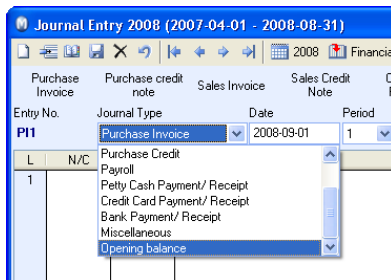 Journal Entry 2008 (2007-04-01 - 2008-08-31)
2008 Financia
Purchase Invoice
Purchase credit note
Sales Invoice
Sales Credit Note
Entry No. Journal Type Date Period
PI1 Purchase Invoice 2008-09-01 1
L N/C
1
Purchase Credit
Payroll
Petty Cash Payment/ Receipt
Credit Card Payment/ Receipt
Bank Payment/ Receipt
Miscellaneous
Opening balance